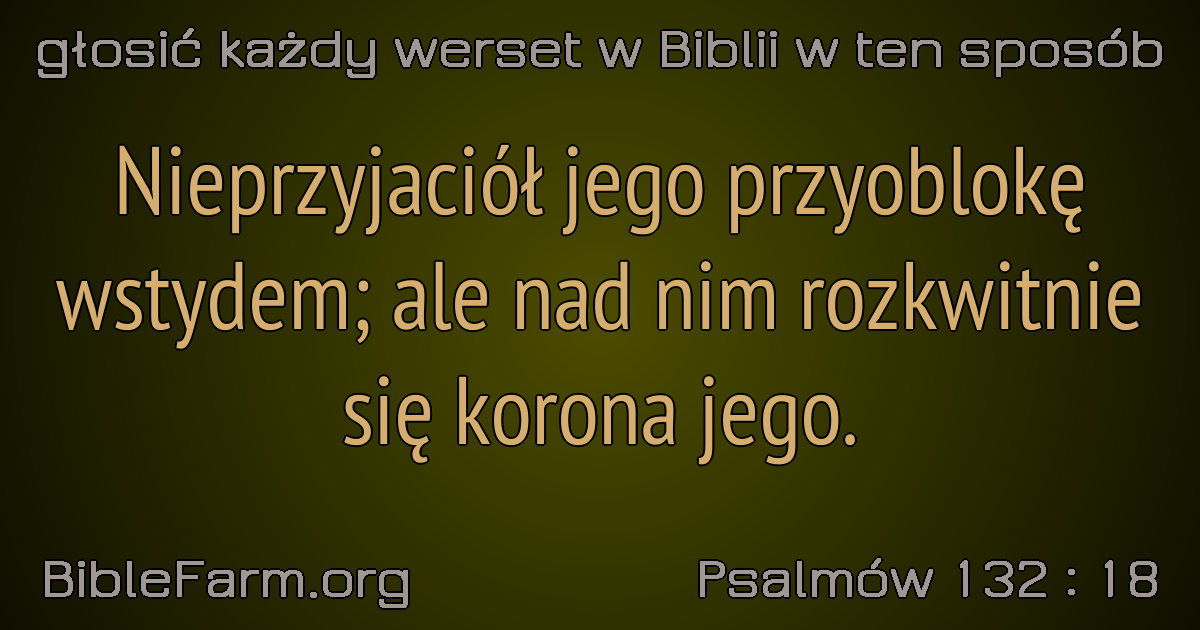 głosić każdy werset w Biblii w ten sposób
Nieprzyjaciół jego przyoblokę
wstydem; ale nad nim rozkwitnie
się korona jego.
BibleFarm.org
Psalmów 132 : 18